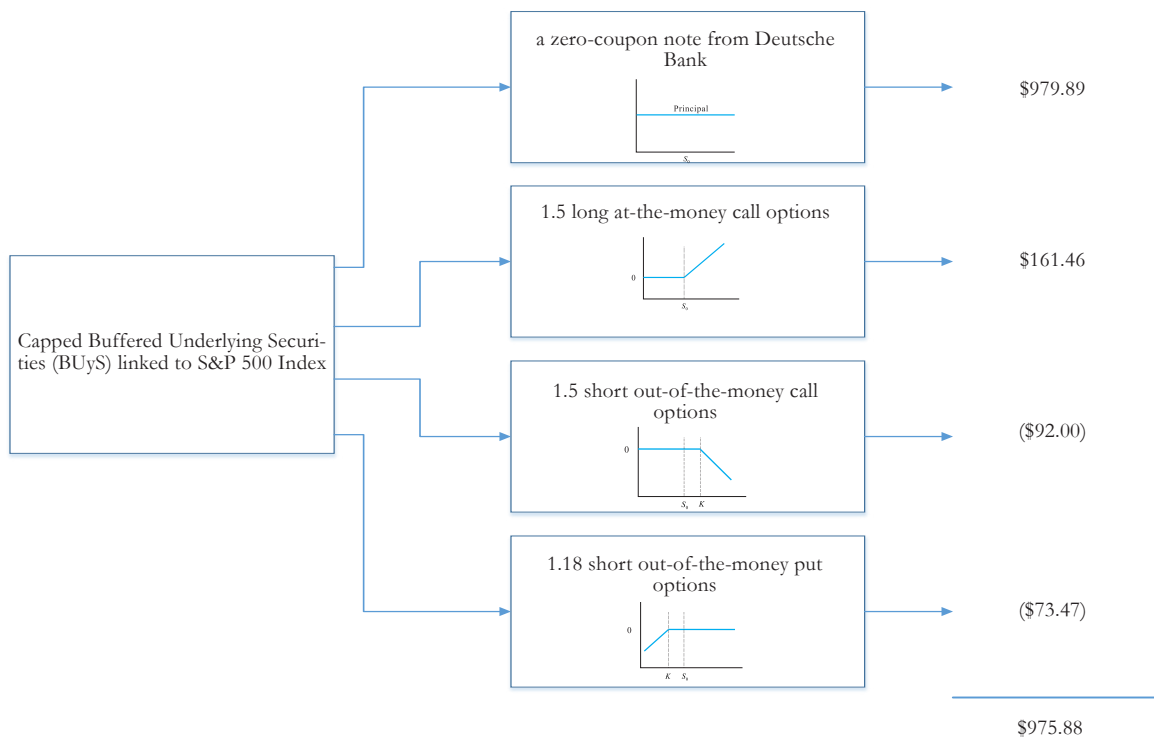 a zero-coupon note from Deutsche
Bank
Principal
S₀
$979.89
1.5 long at-the-money call options
0
S₀
$161.46
Capped Buffered Underlying Securi-
ties (BUyS) linked to S&P 500 Index
1.5 short out-of-the-money call
options
0
S₀ K
($92.00)
1.18 short out-of-the-money put
options
0
K S₀
($73.47)
$975.88